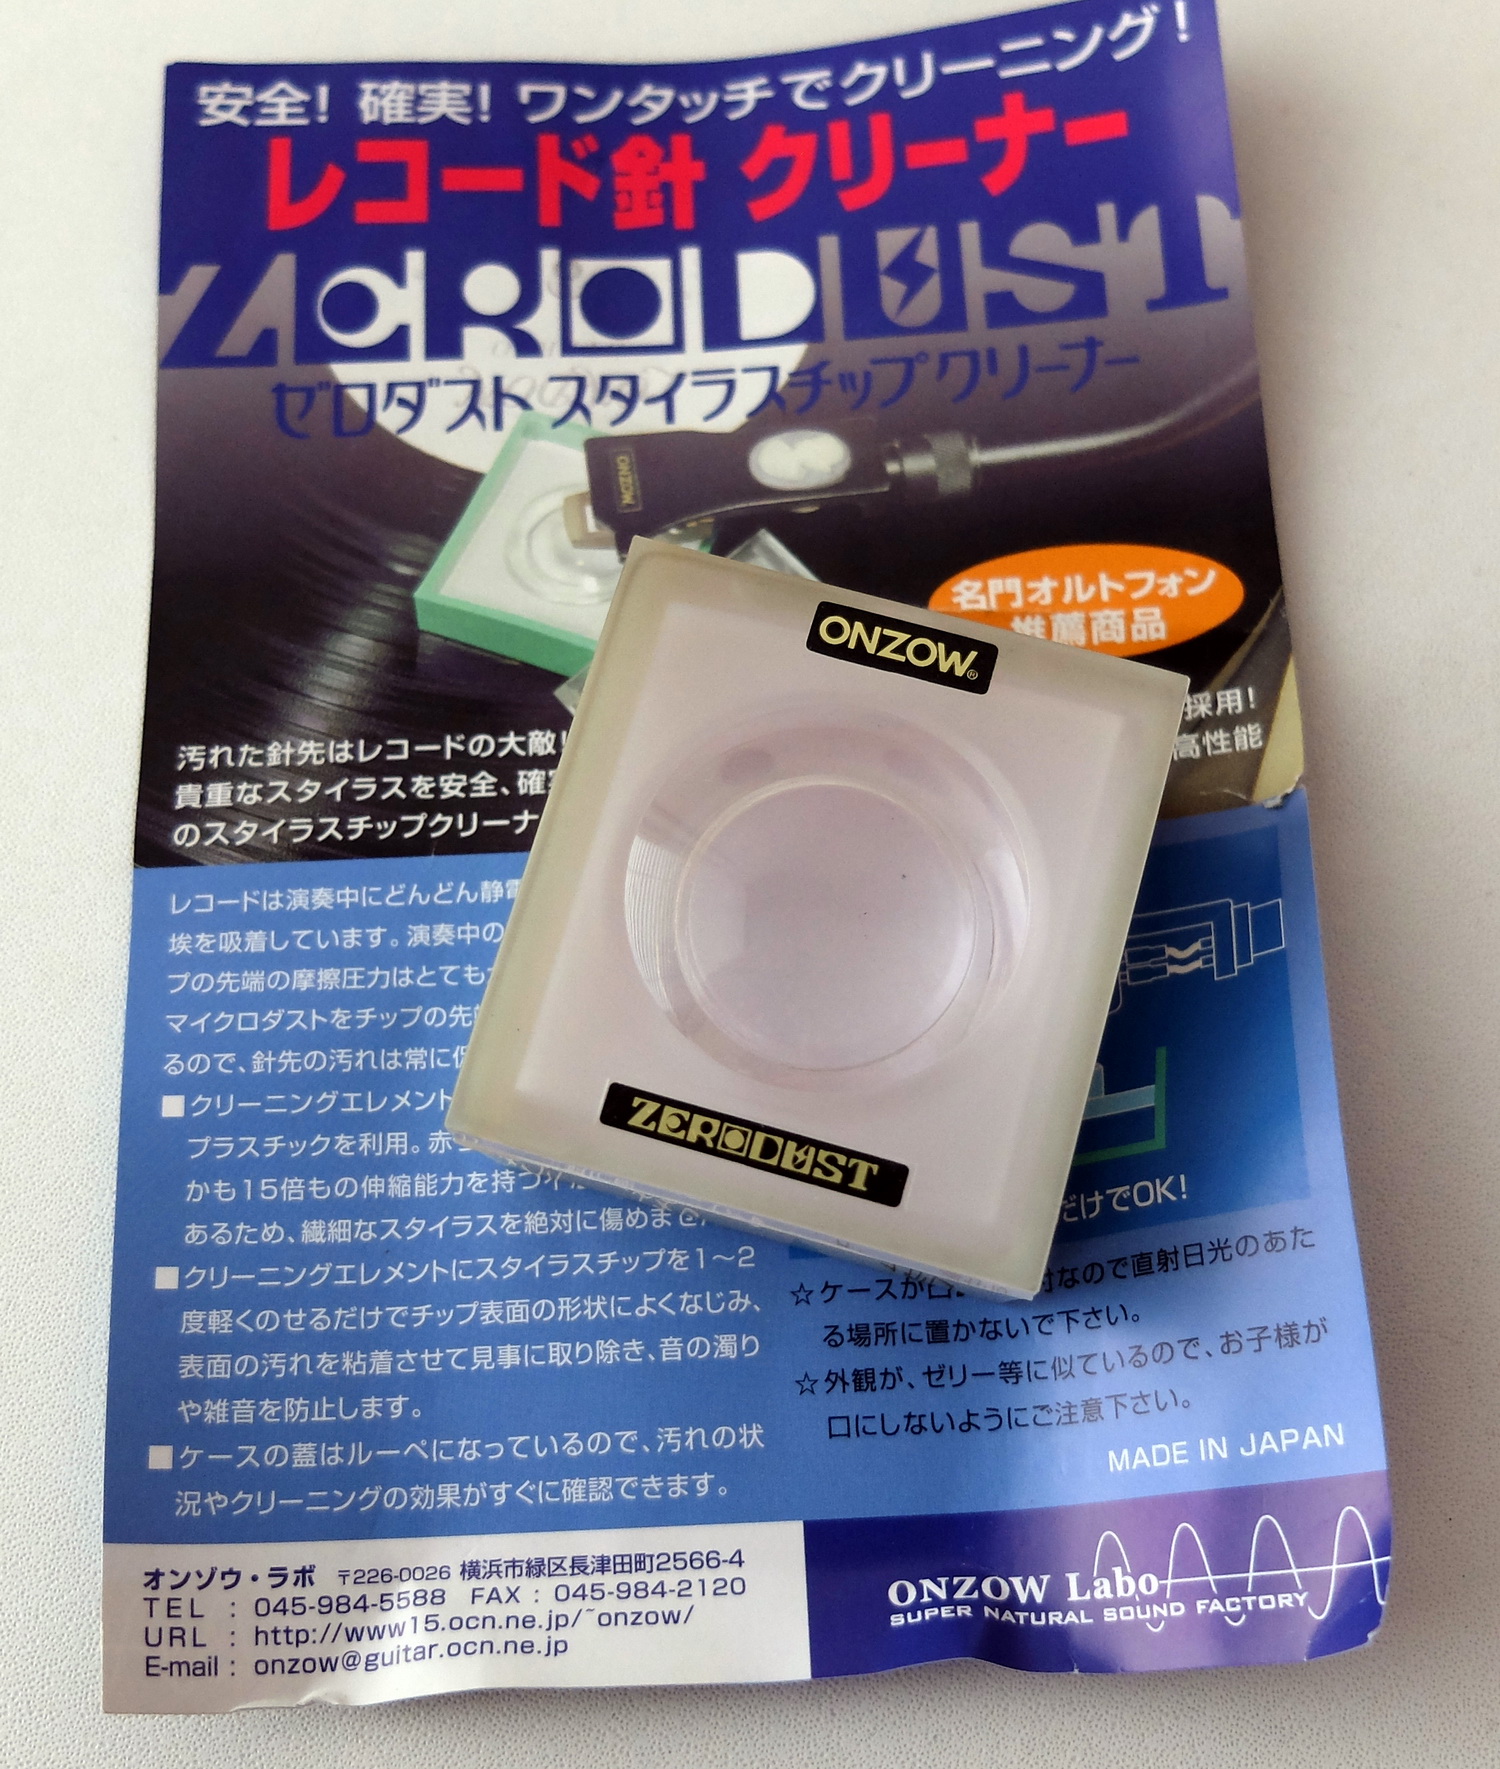 安全！ 確実！ ワンタッチでクリーニング！
レコード針 クリーナー
ZERODUST
ゼロダスト スタイラスチップクリーナー
ONZOW
名門オルトフォン
推薦商品
ONZOW®
採用！
汚れた針先はレコードの大敵！
高性能
貴重なスタイラスを安全、確実
のスタイラスチップクリーナ
レコードは演奏中にどんどん静電
埃を吸着しています。演奏中の
プの先端の摩擦圧力はとても
マイクロダストをチップの先
るので、針先の汚れは常に
■クリーニングエレメント
プラスチックを利用。赤
かも15倍もの伸縮能力を持つ
あるため、繊細なスタイラスを絶対に傷めません
■クリーニングエレメントにスタイラスチップを1〜2
度軽くのせるだけでチップ表面の形状によくなじみ、
表面の汚れを粘着させて見事に取り除き、音の濁り
や雑音を防止します。
■ケースの蓋はルーペになっているので、汚れの状
況やクリーニングの効果がすぐに確認できます。
ZERODUST
だけでOK！
☆ケースが なので直射日光のあた
る場所に置かないで下さい。
☆外観が、ゼリー等に似ているので、お子様が
口にしないようにご注意下さい。
MADE IN JAPAN
オンゾウ・ラボ 〒226-0026 横浜市緑区長津田町2566-4
TEL : 045-984-5588 FAX : 045-984-2120
URL : http://www15.ocn.ne.jp/~onzow/
E-mail : onzow@guitar.ocn.ne.jp
ONZOW Labo
SUPER NATURAL SOUND FACTORY